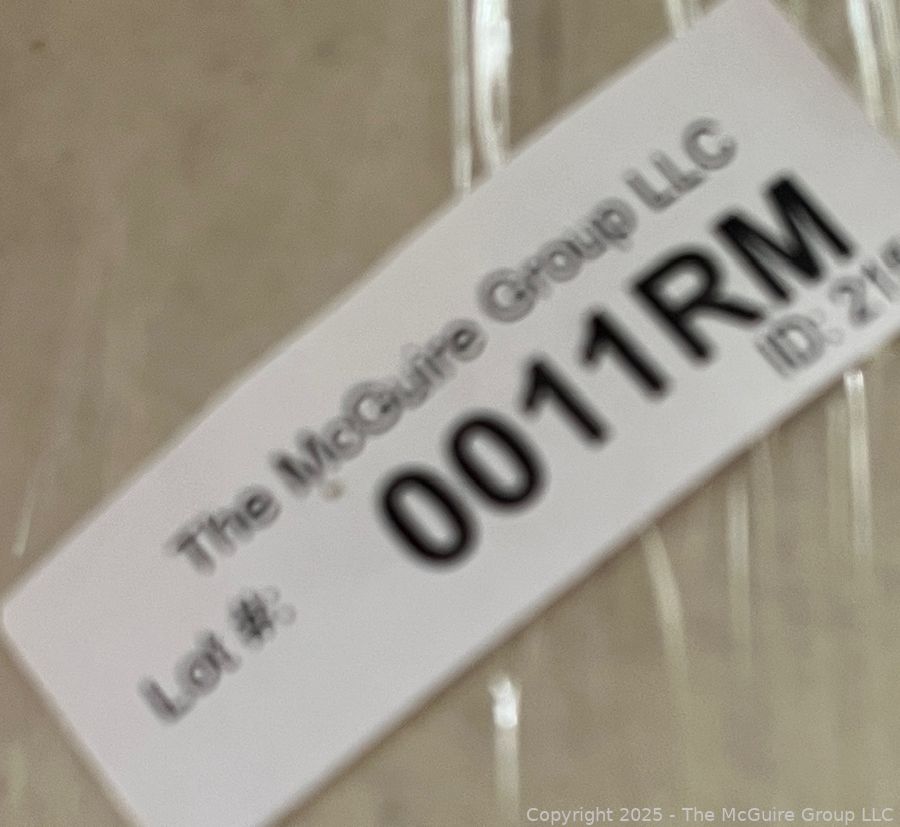 The McGuire Group LLC
Lot #: 0011RM
ID:
Copyright 2025 - The McGuire Group LLC